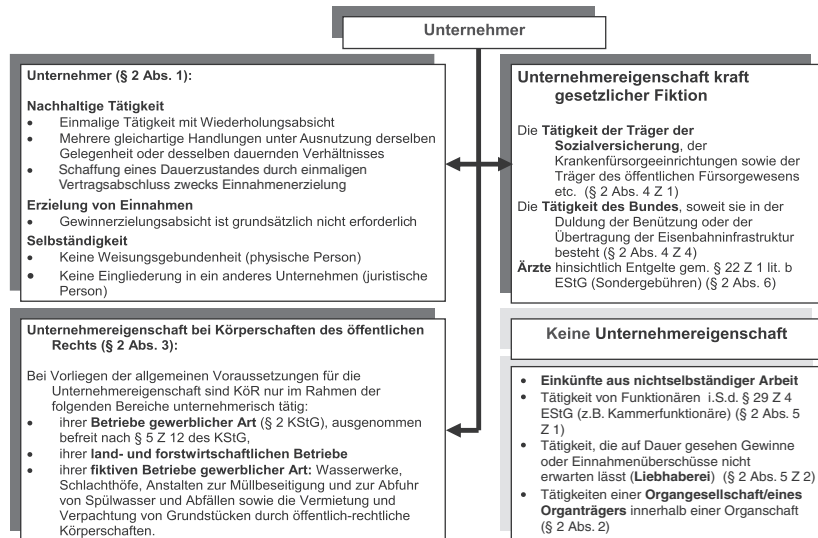 Unternehmer
Unternehmer (§ 2 Abs. 1):
Nachhaltige Tätigkeit
• Einmalige Tätigkeit mit Wiederholungsabsicht
• Mehrere gleichartige Handlungen unter Ausnutzung derselben
Gelegenheit oder desselben dauernden Verhältnisses
• Schaffung eines Dauerzustandes durch einmaligen
Vertragsabschluss zwecks Einnahmenerzielung
Erzielung von Einnahmen
• Gewinnerzielungsabsicht ist grundsätzlich nicht erforderlich
Selbständigkeit
• Keine Weisungsgebundenheit (physische Person)
• Keine Eingliederung in ein anderes Unternehmen (juristische
Person)
Unternehmereigenschaft kraft
gesetzlicher Fiktion
Die Tätigkeit der Träger der
Sozialversicherung, der
Krankenfürsorgeeinrichtungen sowie der
Träger des öffentlichen Fürsorgewesens
etc. (§ 2 Abs. 4 Z 1)
Die Tätigkeit des Bundes, soweit sie in der
Duldung der Benützung oder der
Übertragung der Eisenbahninfrastruktur
besteht (§ 2 Abs. 4 Z 4)
Ärzte hinsichtlich Entgelte gem. § 22 Z 1 lit. b
EStG (Sondergebühren) (§ 2 Abs. 6)
Unternehmereigenschaft bei Körperschaften des öffentlichen
Rechts (§ 2 Abs. 3):
Bei Vorliegen der allgemeinen Voraussetzungen für die
Unternehmereigenschaft sind KöR nur im Rahmen der
folgenden Bereiche unternehmerisch tätig:
• ihrer Betriebe gewerblicher Art (§ 2 KStG), ausgenommen
befreit nach § 5 Z 12 des KStG,
• ihrer land- und forstwirtschaftlichen Betriebe
• ihrer fiktiven Betriebe gewerblicher Art: Wasserwerke,
Schlachthöfe, Anstalten zur Müllbeseitigung und zur Abfuhr
von Spülwasser und Abfällen sowie die Vermietung und
Verpachtung von Grundstücken durch öffentlich-rechtliche
Körperschaften.
Keine Unternehmereigenschaft
• Einkünfte aus nichtselbständiger Arbeit
• Tätigkeit von Funktionären i.S.d. § 29 Z 4
EStG (z.B. Kammerfunktionäre) (§ 2 Abs. 5
Z 1)
• Tätigkeit, die auf Dauer gesehen Gewinne
oder Einnahmenüberschüsse nicht
erwarten lässt (Liebhaberei) (§ 2 Abs. 5 Z 2)
• Tätigkeiten einer Organgesellschaft/eines
Organträgers innerhalb einer Organschaft
(§ 2 Abs. 2)